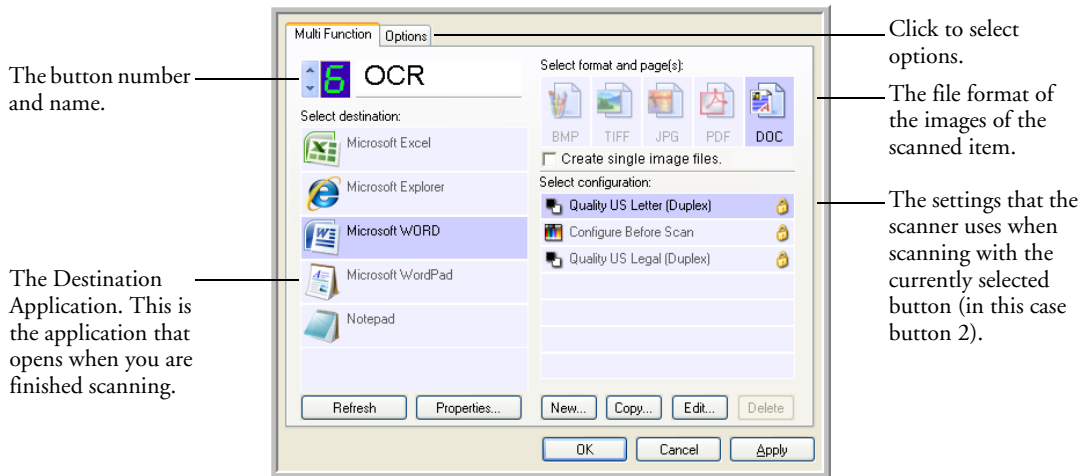 Multi Function
Options
6
OCR
Select destination:
Microsoft Excel
Microsoft Explorer
Microsoft WORD
Microsoft WordPad
Notepad
Refresh
Properties...
Select format and page(s):
BMP
TIFF
JPG
PDF
DOC
Create single image files.
Select configuration:
Quality US Letter (Duplex)
Configure Before Scan
Quality US Legal (Duplex)
New...
Copy...
Edit...
Delete
OK
Cancel
Apply
The button number
and name.
The Destination
Application. This is
the application that
opens when you are
finished scanning.
Click to select
options.
The file format of
the images of the
scanned item.
The settings that the
scanner uses when
scanning with the
currently selected
button (in this case
button 2).